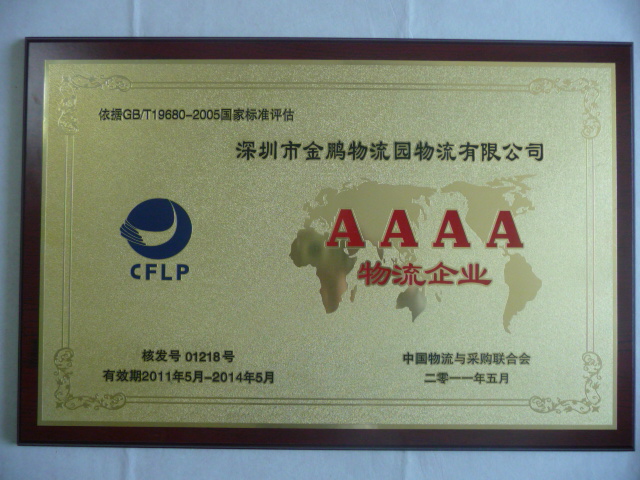 依据GB/T19680-2005国家标准评估
深圳市金鹏物流园物流有限公司
AAAA
物流企业
CFLP
核发号 01218号
有效期2011年5月-2014年5月
中国物流与采购联合会
二零一一年五月